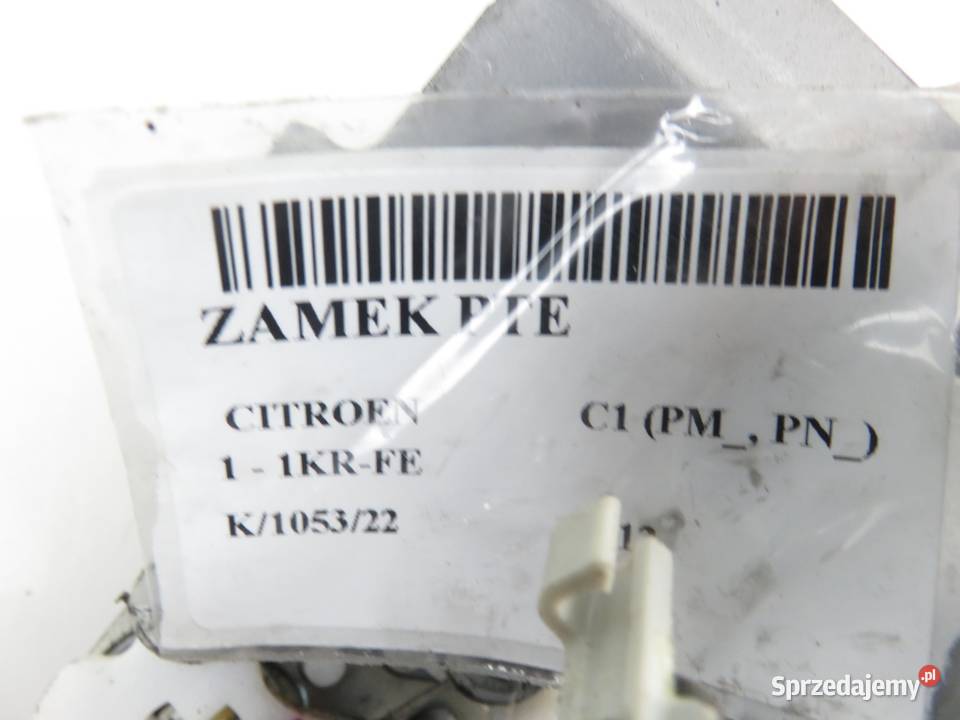 ZAMEK PTE
CITROEN C1 (PM_, PN_)
1 - 1KR-FE
K/1053/22
Sprzedajemy.pl